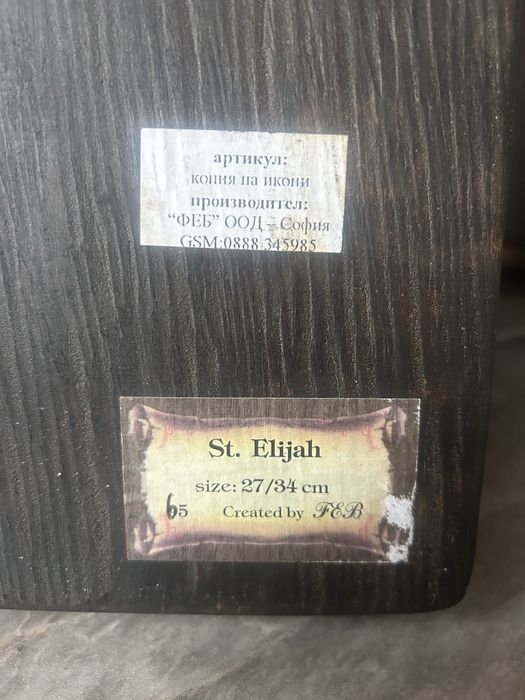 артикул:
копия на икони
производител:
"ФЕБ" ООД – София
GSM:0888 345985
St. Elijah
size: 27/34 cm
65 Created by FEB